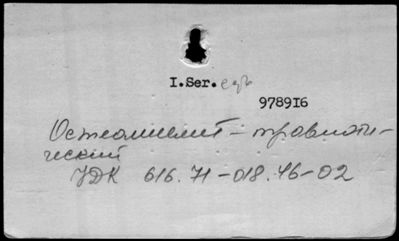 I.Ser.
978916
Остеомиелит - травмати-
ческий
УДК 616.71-018.46-02